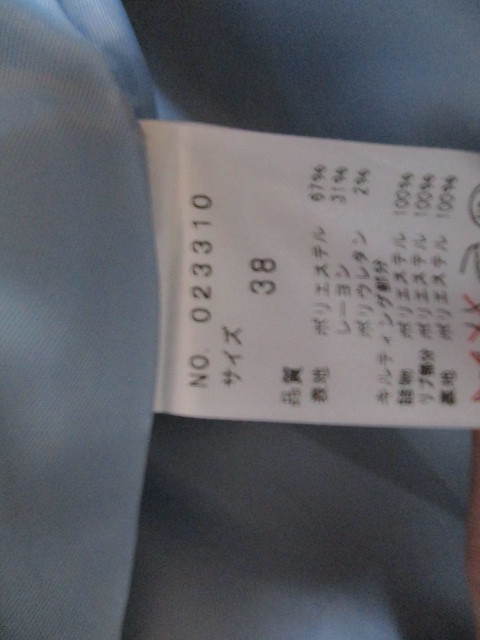 NO. 023310
サイズ
38
品質
表地 ポリエステル 67%
レーヨン 31%
ポリウレタン 2%
キルティング部分
詰物 ポリエステル 100%
リブ部分 ポリエステル 100%
裏地 ポリエステル 100%